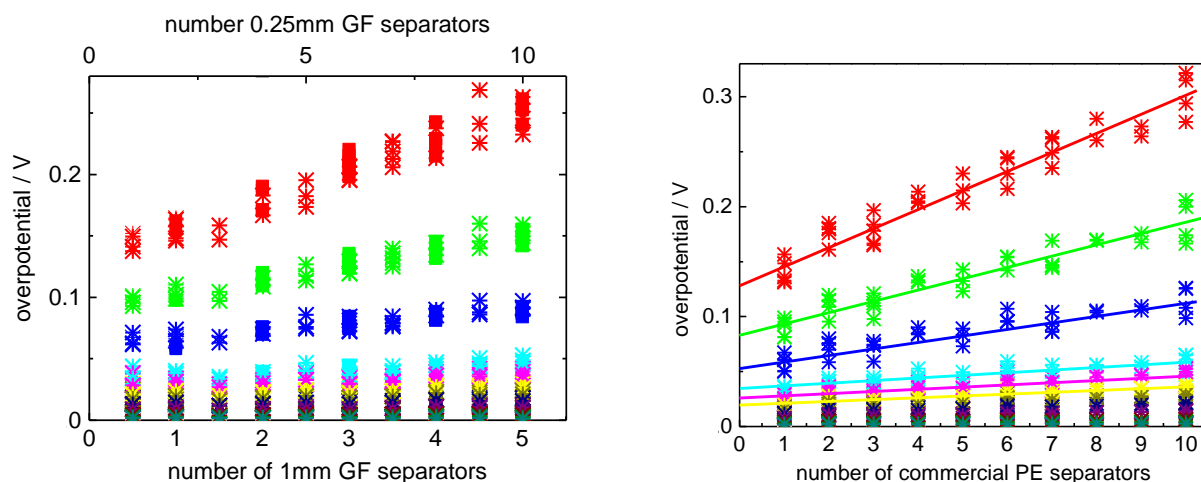 number 0.25mm GF separators
0 5 10
0.2
0.1
0
overpotential / V
0 1 2 3 4 5
number of 1mm GF separators
0.3
0.2
0.1
.0
overpotential / V
0 1 2 3 4 5 6 7 8 9 10
number of commercial PE separators